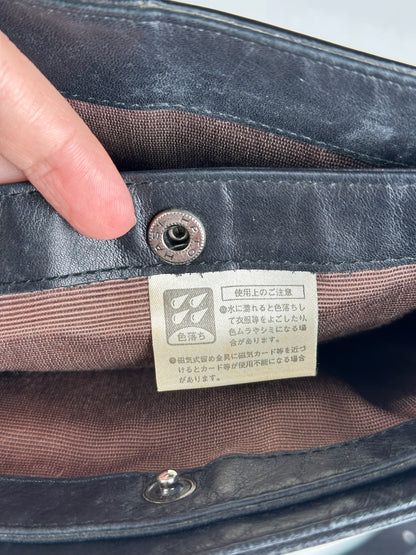 使用上のご注意
色落ち
●水に濡れると色落ちし
て衣服等をよごしたり、
色ムラやシミになる場
合があります。
●磁気式留め金具に磁気カード等を近づ
けるとカード等が使用不能になる場合
があります。